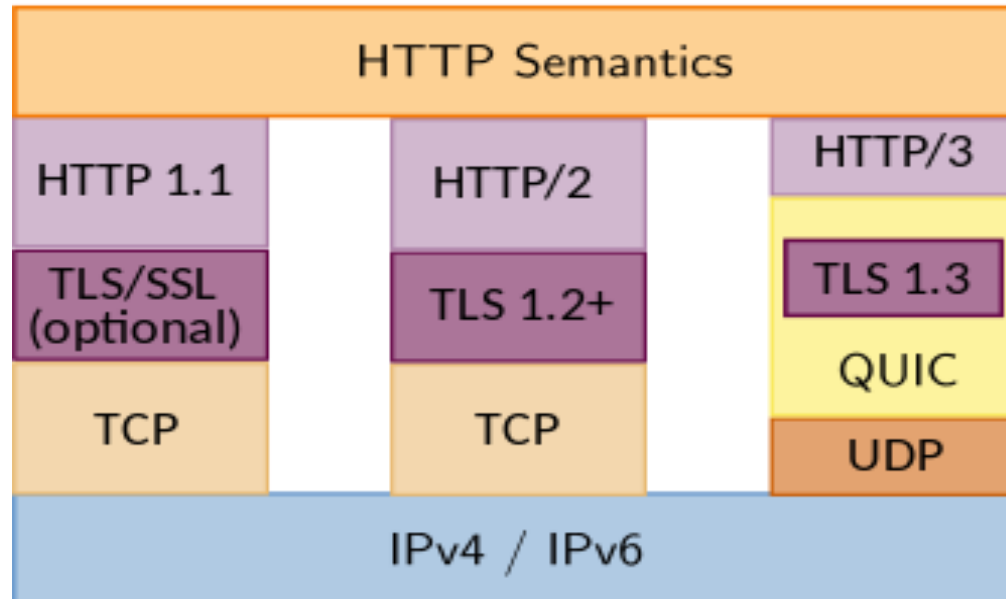 HTTP Semantics
HTTP 1.1
HTTP/2
HTTP/3
TLS/SSL
(optional)
TLS 1.2+
TLS 1.3
TCP
TCP
QUIC
UDP
IPv4 / IPv6